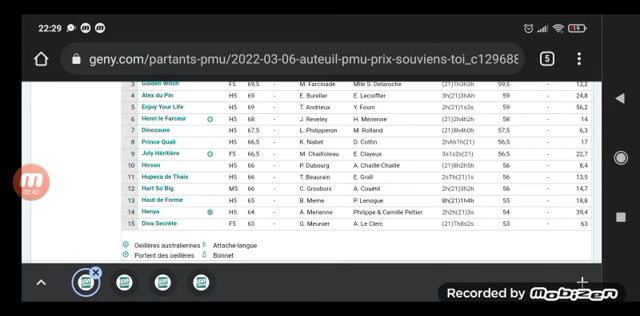 22:29 19
geny.com/partants-pmu/2022-03-06-auteuil-pmu-prix-souviens-toi_c129688 5
3 Golden Witch F5 69,5 - M. Farcinade Mlle S. Delaroche (21)1h3h3h 59,5 - 12,2
4 Alex du Pin H5 69 - E. Bureller E. Lecoiffier 3h(21)3hAh 59 - 24,8
5 Enjoy Your Life H5 69 - T. Andrieux Y. Fouin 2h(21)1s3s 59 - 56,2
6 Henri le Farceur H5 68 - J. Reveley H. Mérienne (21)2h4h2h 58 - 14
7 Dinozaure H5 67,5 - L. Philipperon M. Rolland (21)8h4h0h 57,5 - 6,3
8 Prince Quali H5 66,5 - K. Nabet D. Cottin 2hAh1h(21) 56,5 - 17
9 Joly Héritière F5 66,5 - M. Chailloleau E. Clayeux 3s1s2s(21) 56,5 - 22,7
10 Hirson H5 66 - P. Dubourg A. Chaillé-Chaillé (21)0h2h5h 56 - 8,4
11 Hupeca de Thaix H5 66 - T. Beaurain E. Grall 2sTh(21)1s 56 - 13,5
12 Hart So Big M5 66 - C. Grosbois A. Couétil 2h(21)3h2h 56 - 14,7
13 Haut de Forme H5 65 - B. Meme P. Lenogue 8h(21)1h4h 55 - 18,8
14 Henya H5 64 - A. Merienne Philippe & Camille Peltier 2h2h(21)3s 54 - 39,4
15 Diva Secrète F5 63 - G. Meunier A. Le Clerc (21)Th8s2s 53 - 63
Oeillères australiennes Attache-langue
Portent des oeillères Bonnet
02:42
Recorded by MOBIZEN